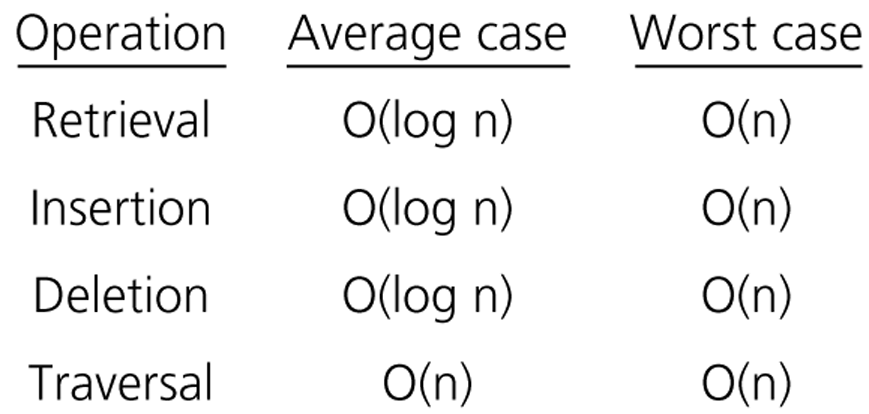 Operation Average case Worst case
Retrieval O(log n) O(n)
Insertion O(log n) O(n)
Deletion O(log n) O(n)
Traversal O(n) O(n)